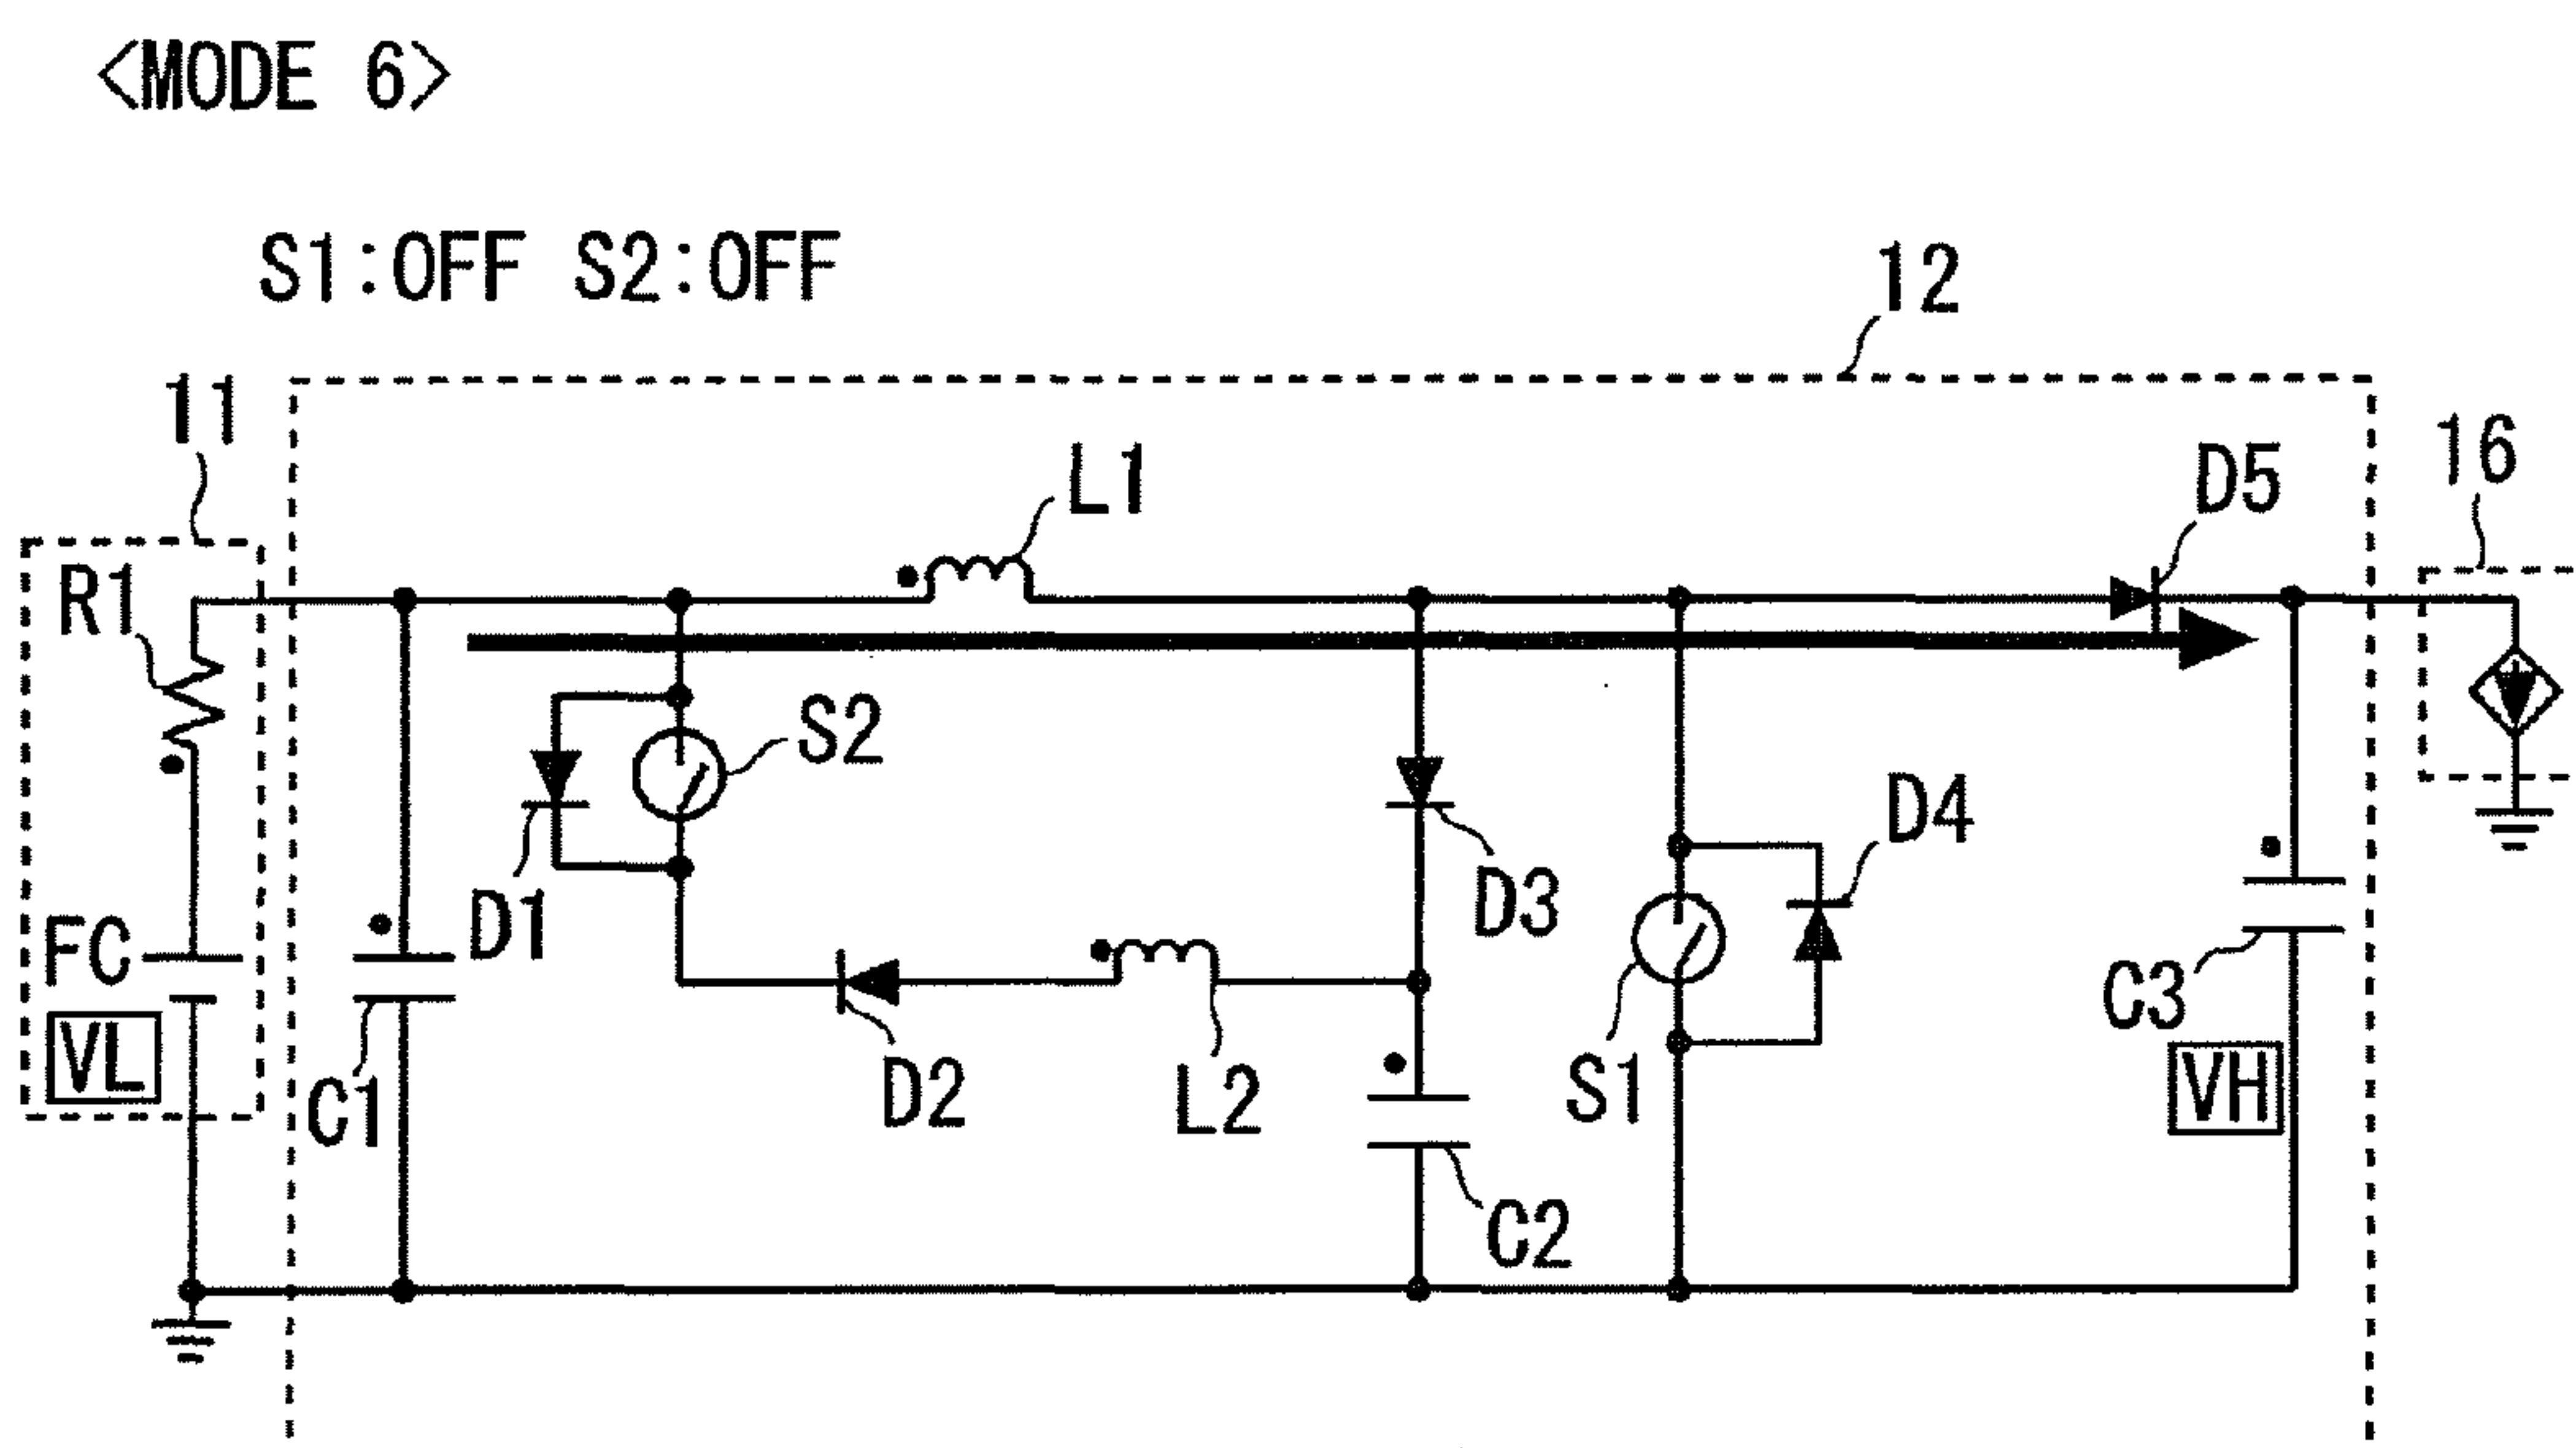 <MODE 6>
S1:OFF S2:OFF
12
11
16
L1
D5
R1
S2
D4
D1
D3
FC
C3
VL
C1
D2
L2
S1
VH
C2